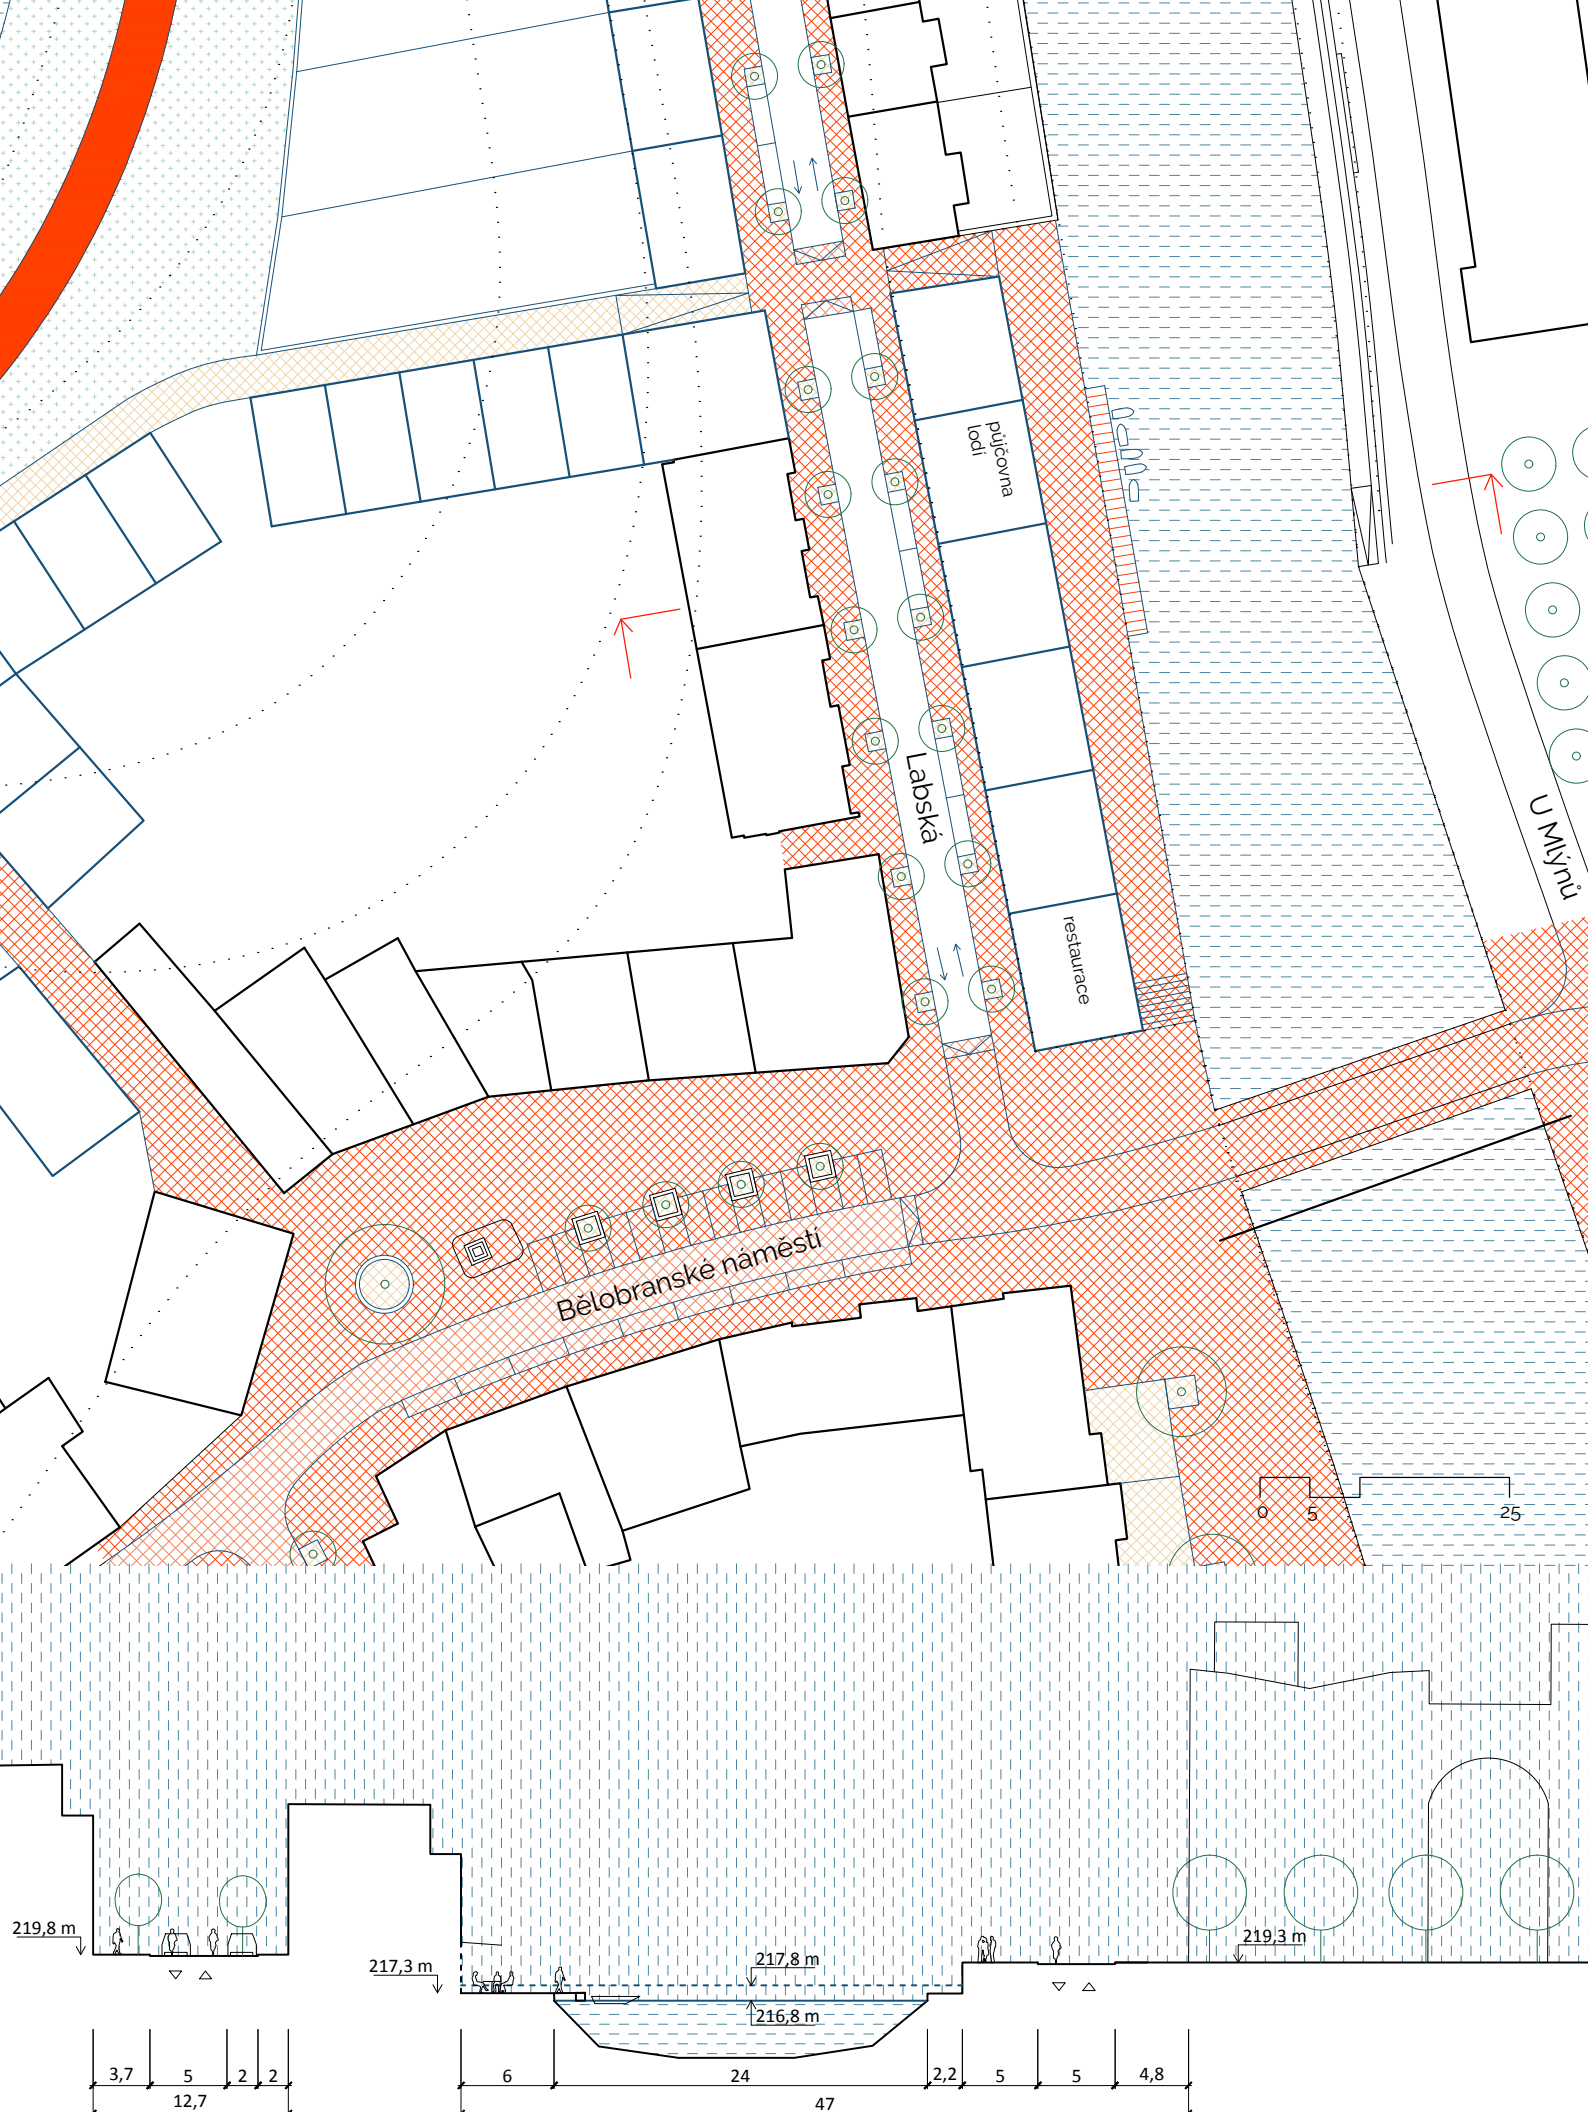 půjčovna
lodí
Labská
U Mlýnů
restaurace
Bělobranské náměstí
0 5 25
219,8 m
217,3 m
217,8 m
216,8 m
219,3 m
3,7 5 2 2 6 24 2,2 5 5 4,8
12,7 47